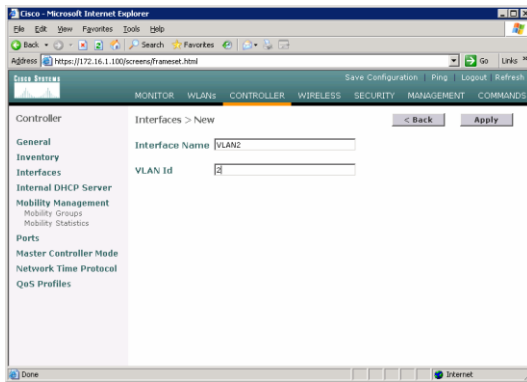 Cisco - Microsoft Internet Explorer
File Edit View Favorites Tools Help
Back Search Favorites
Address https://172.16.1.100/screens/frameset.html Go Links »
Save Configuration | Ping | Logout | Refresh
CISCO SYSTEMS
MONITOR WLANs CONTROLLER WIRELESS SECURITY MANAGEMENT COMMANDS
Controller
Interfaces > New
< Back Apply
General
Inventory
Interfaces
Internal DHCP Server
Mobility Management
Mobility Groups
Mobility Statistics
Ports
Master Controller Mode
Network Time Protocol
QoS Profiles
Interface Name VLAN2
VLAN Id 2
Done Internet